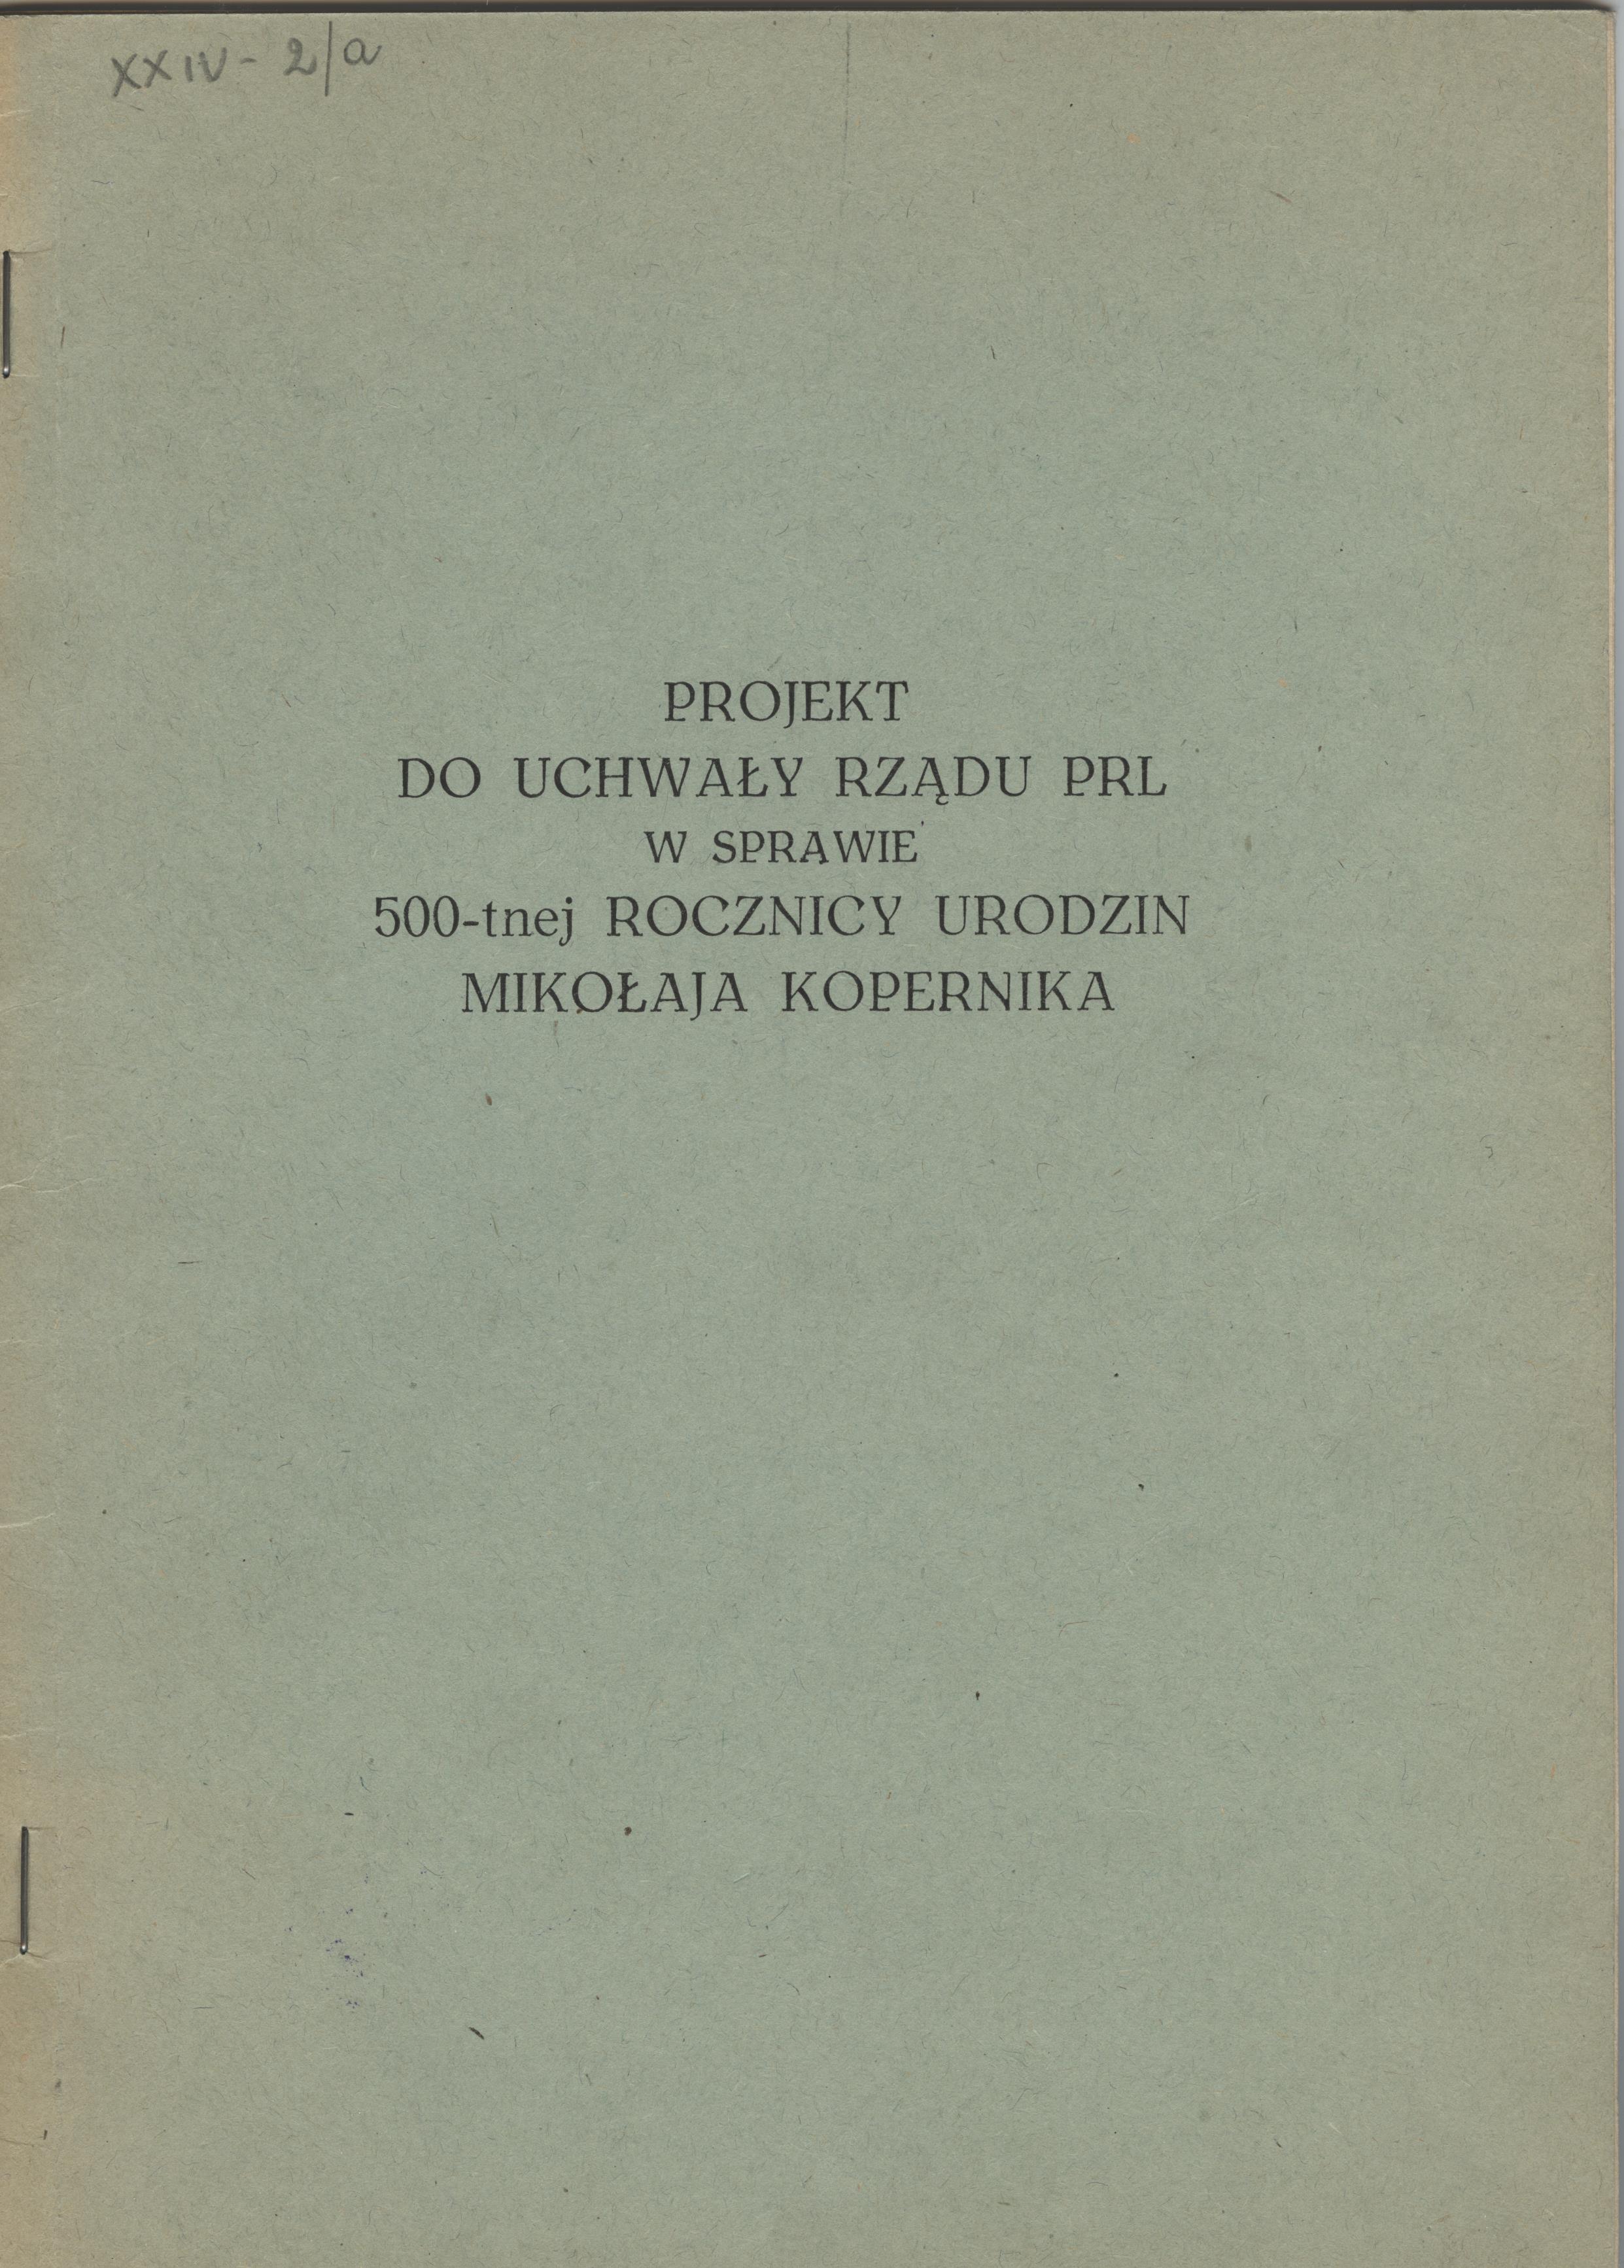 XXIV - 2/a
PROJEKT
DO UCHWAŁY RZĄDU PRL
W SPRAWIE
500-tnej ROCZNICY URODZIN
MIKOŁAJA KOPERNIKA